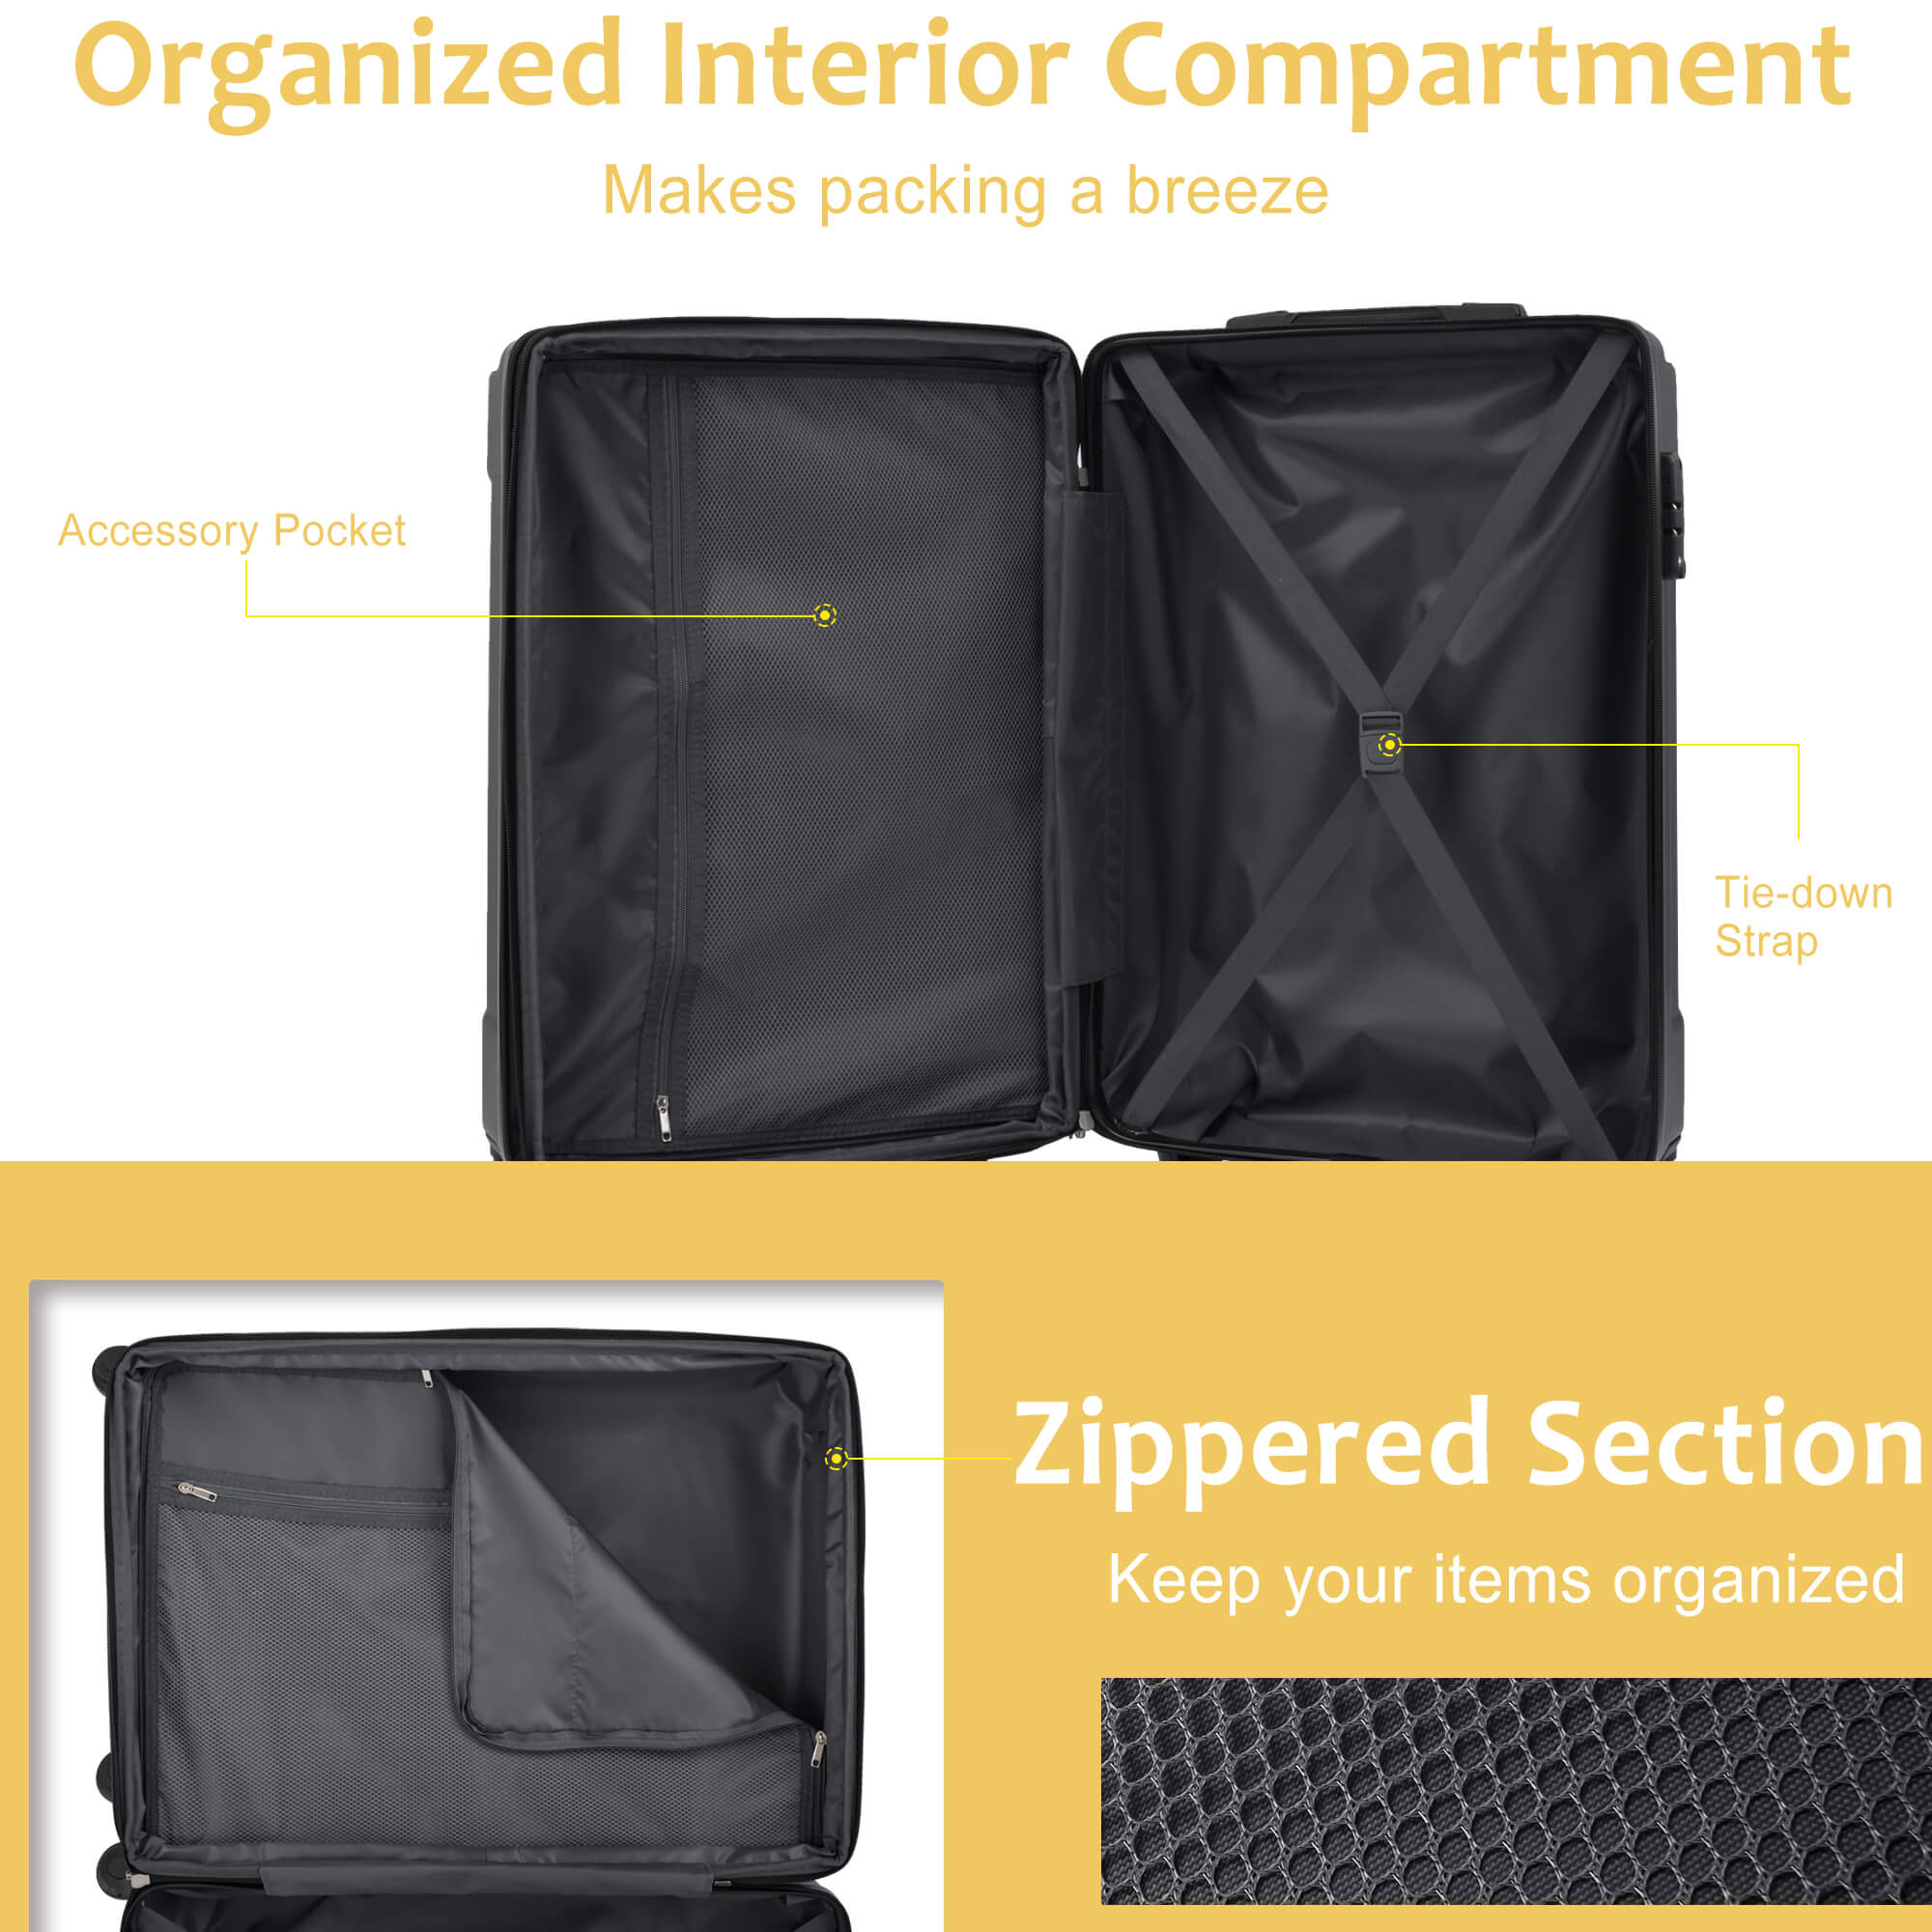 Organized Interior Compartment
Makes packing a breeze
Accessory Pocket
Tie-down
Strap
Zippered Section
Keep your items organized